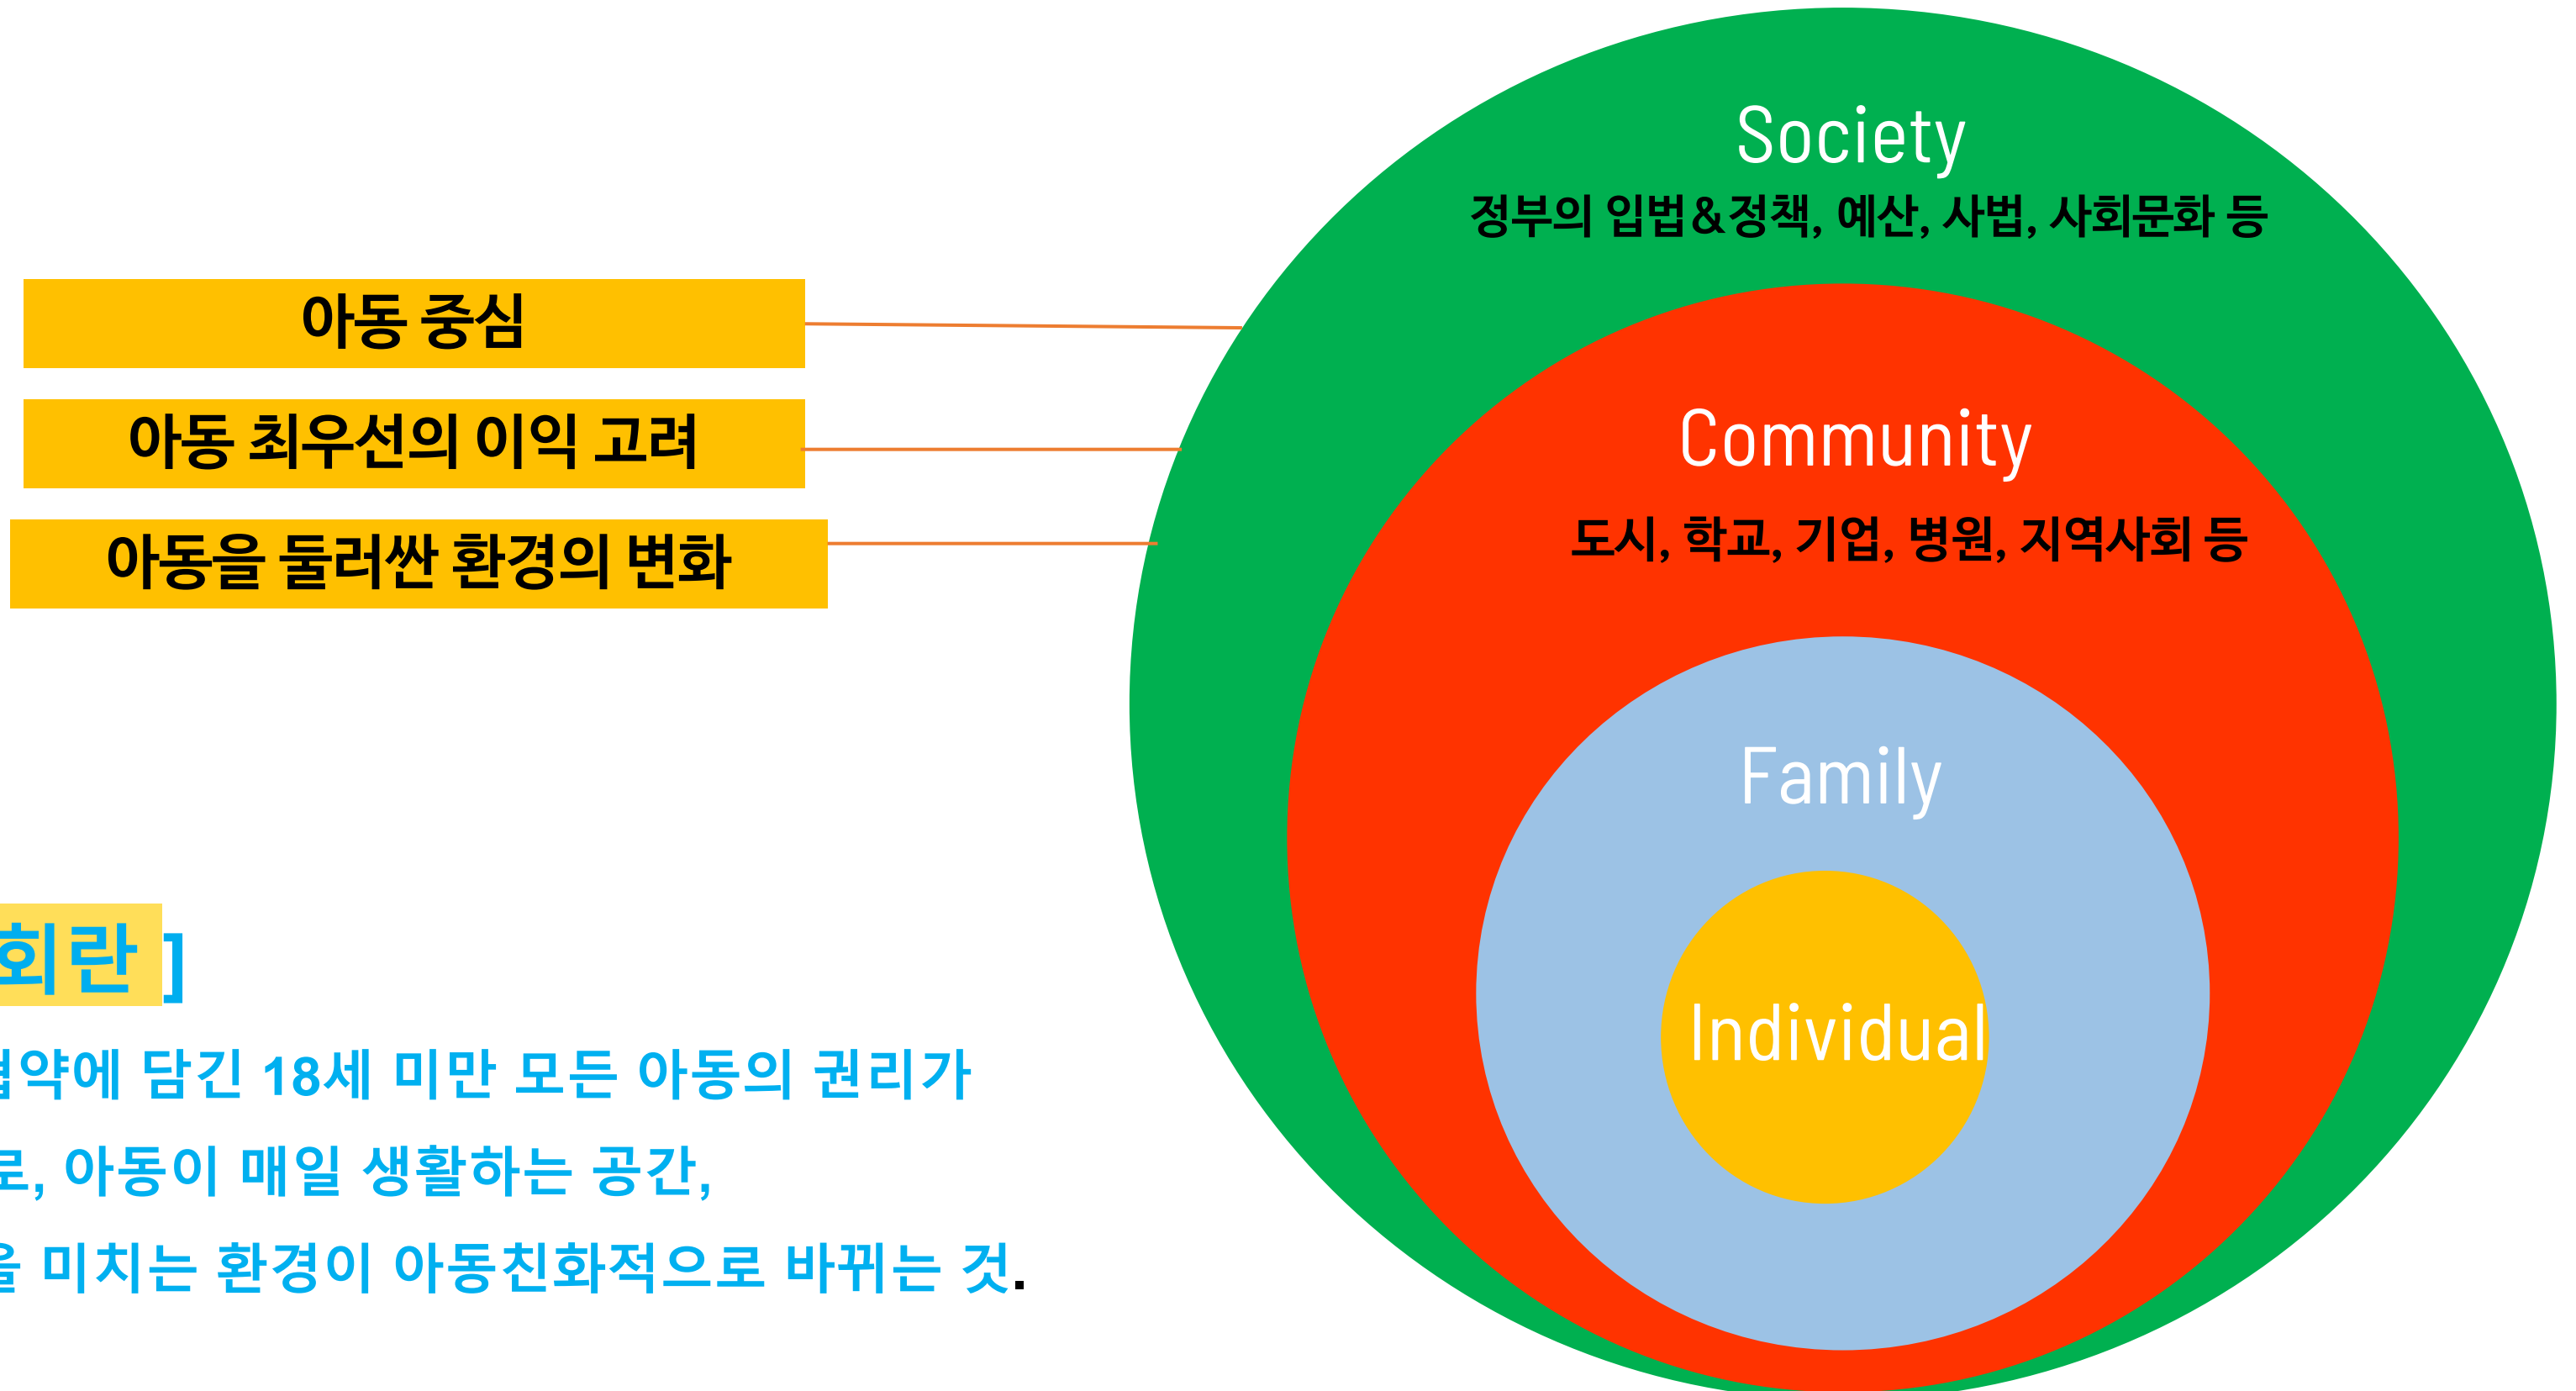 Society
정부의 입법&정책, 예산, 사법, 사회문화 등
아동 중심
아동 최우선의 이익 고려
아동을 둘러싼 환경의 변화
Community
도시, 학교, 기업, 병원, 지역사회 등
Family
Individual
회란 ]
협약에 담긴 18세 미만 모든 아동의 권리가
로, 아동이 매일 생활하는 공간,
을 미치는 환경이 아동친화적으로 바뀌는 것.